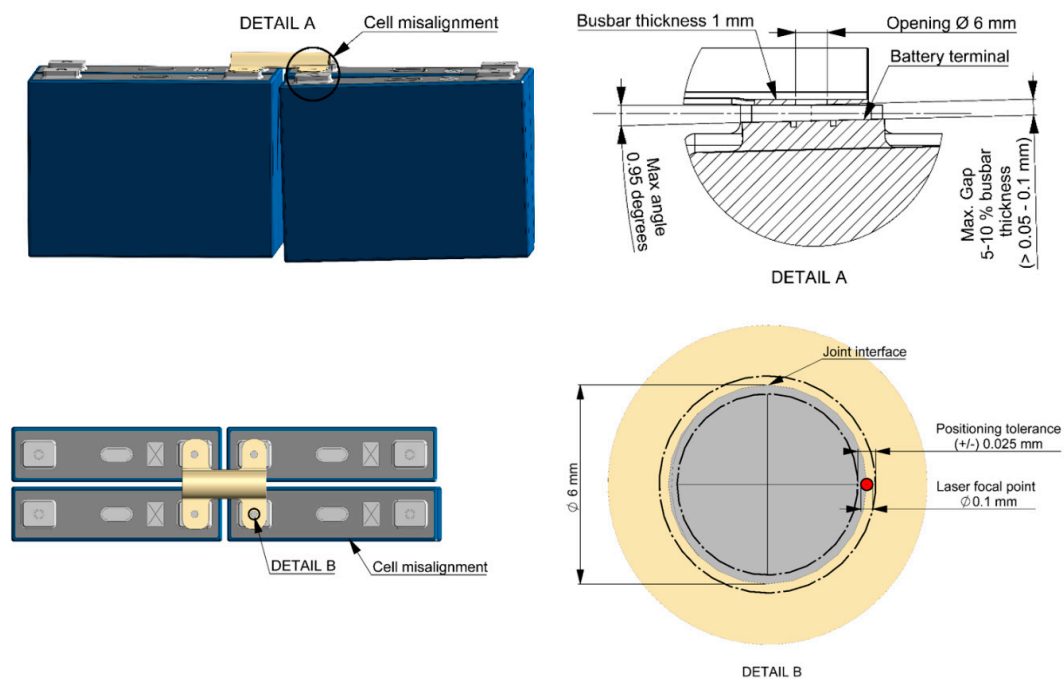 DETAIL A
Cell misalignment
Busbar thickness 1 mm
Opening Ø 6 mm
Battery terminal
Max angle
0.95 degrees
Max. Gap
5-10 % busbar
thickness
(> 0.05 - 0.1 mm)
DETAIL A
DETAIL B
Cell misalignment
Joint interface
Positioning tolerance
(+/-) 0.025 mm
Laser focal point
Ø 0.1 mm
Ø 6 mm
DETAIL B